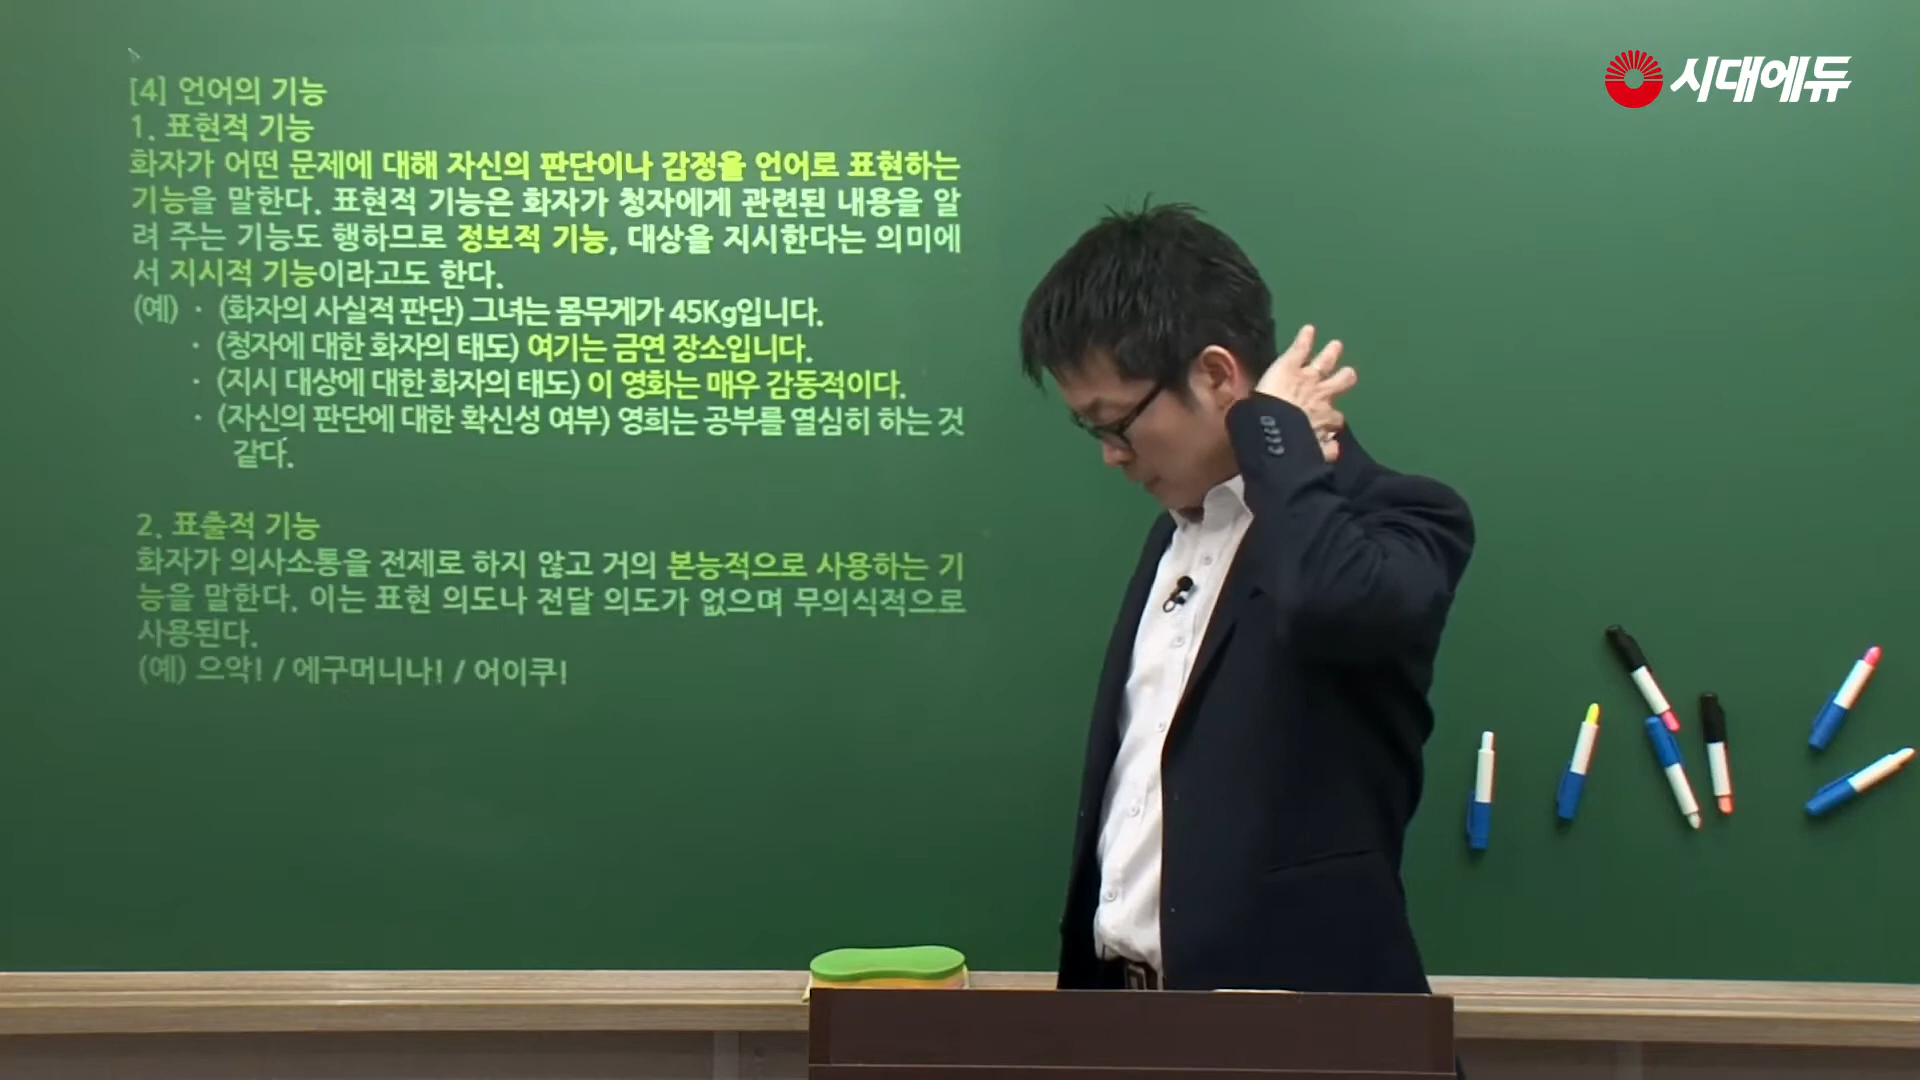 시대에듀
[4] 언어의 기능
1. 표현적 기능
화자가 어떤 문제에 대해 자신의 판단이나 감정을 언어로 표현하는
기능을 말한다. 표현적 기능은 화자가 청자에게 관련된 내용을 알
려 주는 기능도 행하므로 정보적 기능, 대상을 지시한다는 의미에
서 지시적 기능이라고도 한다.
(예) · (화자의 사실적 판단) 그녀는 몸무게가 45Kg입니다.
· (청자에 대한 화자의 태도) 여기는 금연 장소입니다.
· (지시 대상에 대한 화자의 태도) 이 영화는 매우 감동적이다.
· (자신의 판단에 대한 확신성 여부) 영희는 공부를 열심히 하는 것
같다.
2. 표출적 기능
화자가 의사소통을 전제로 하지 않고 거의 본능적으로 사용하는 기
능을 말한다. 이는 표현 의도나 전달 의도가 없으며 무의식적으로
사용된다.
(예) 으악! / 에구머니나! / 어이쿠!